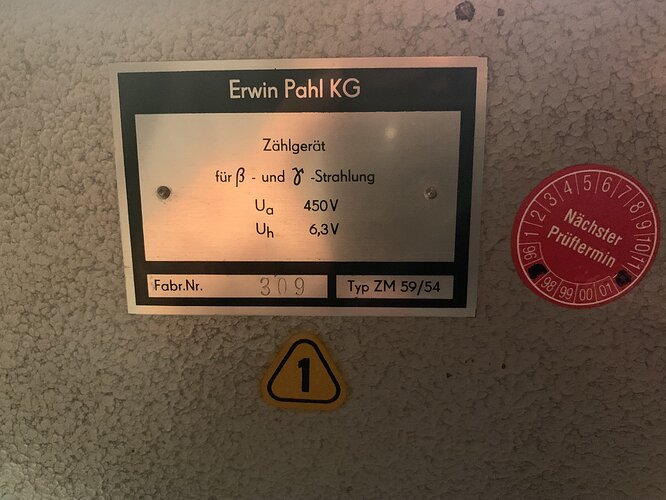 Erwin Pahl KG
Zählgerät
für β - und γ -Strahlung
Ua 450V
Uh 6,3V
Fabr.Nr. 309
Typ ZM 59/54
1
1 2 3 4 5 6 7 8 9 10 11
Nächster
Prüftermin
96 98 99 00 01